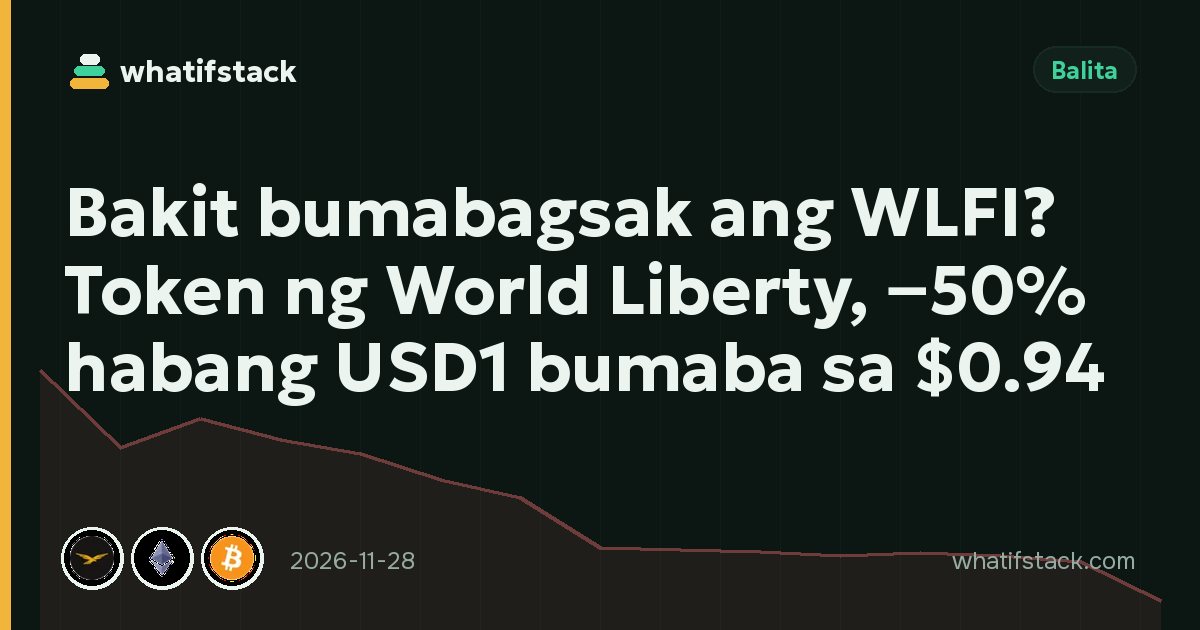 whatifstack
Balita
Bakit bumabagsak ang WLFI?
Token ng World Liberty, −50%
habang USD1 bumaba sa $0.94
2026-11-28
whatifstack.com